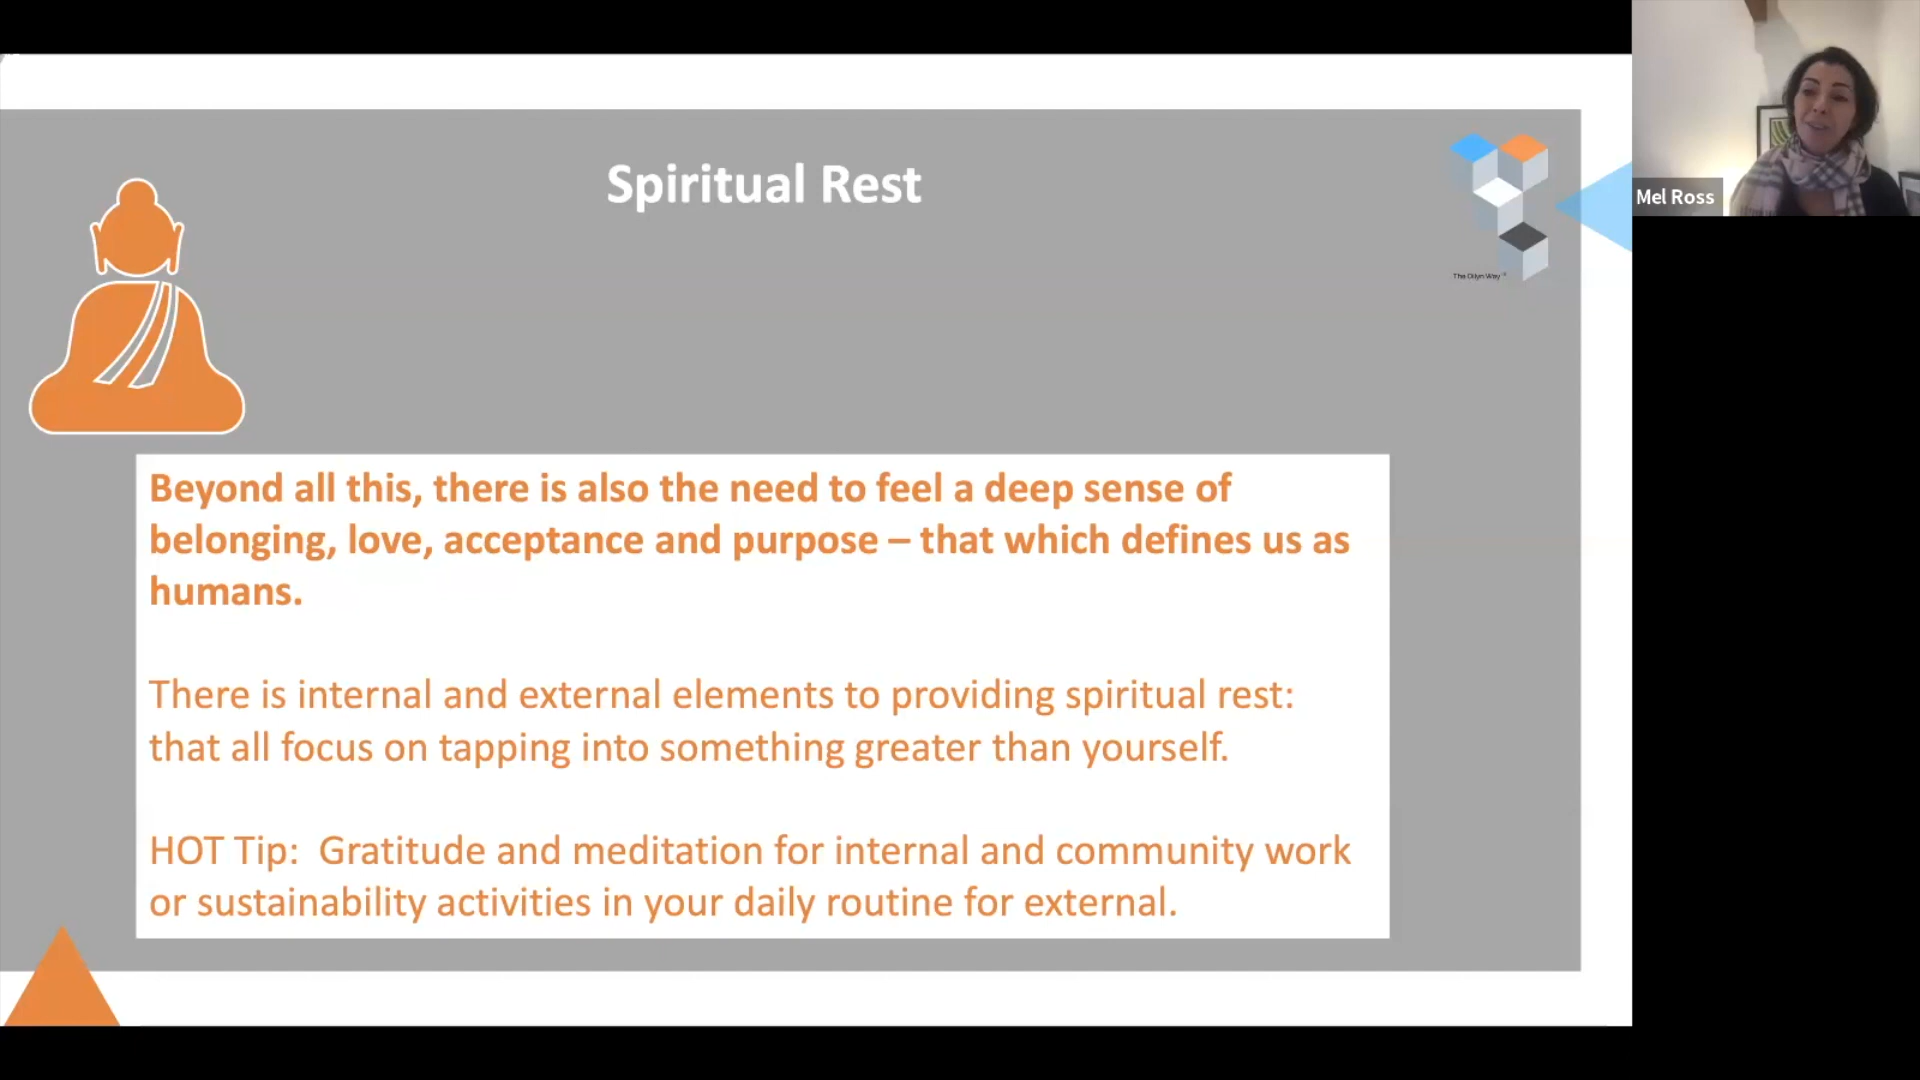 Spiritual Rest
Mel Ross
Beyond all this, there is also the need to feel a deep sense of
belonging, love, acceptance and purpose – that which defines us as
humans.
There is internal and external elements to providing spiritual rest:
that all focus on tapping into something greater than yourself.
HOT Tip:  Gratitude and meditation for internal and community work
or sustainability activities in your daily routine for external.